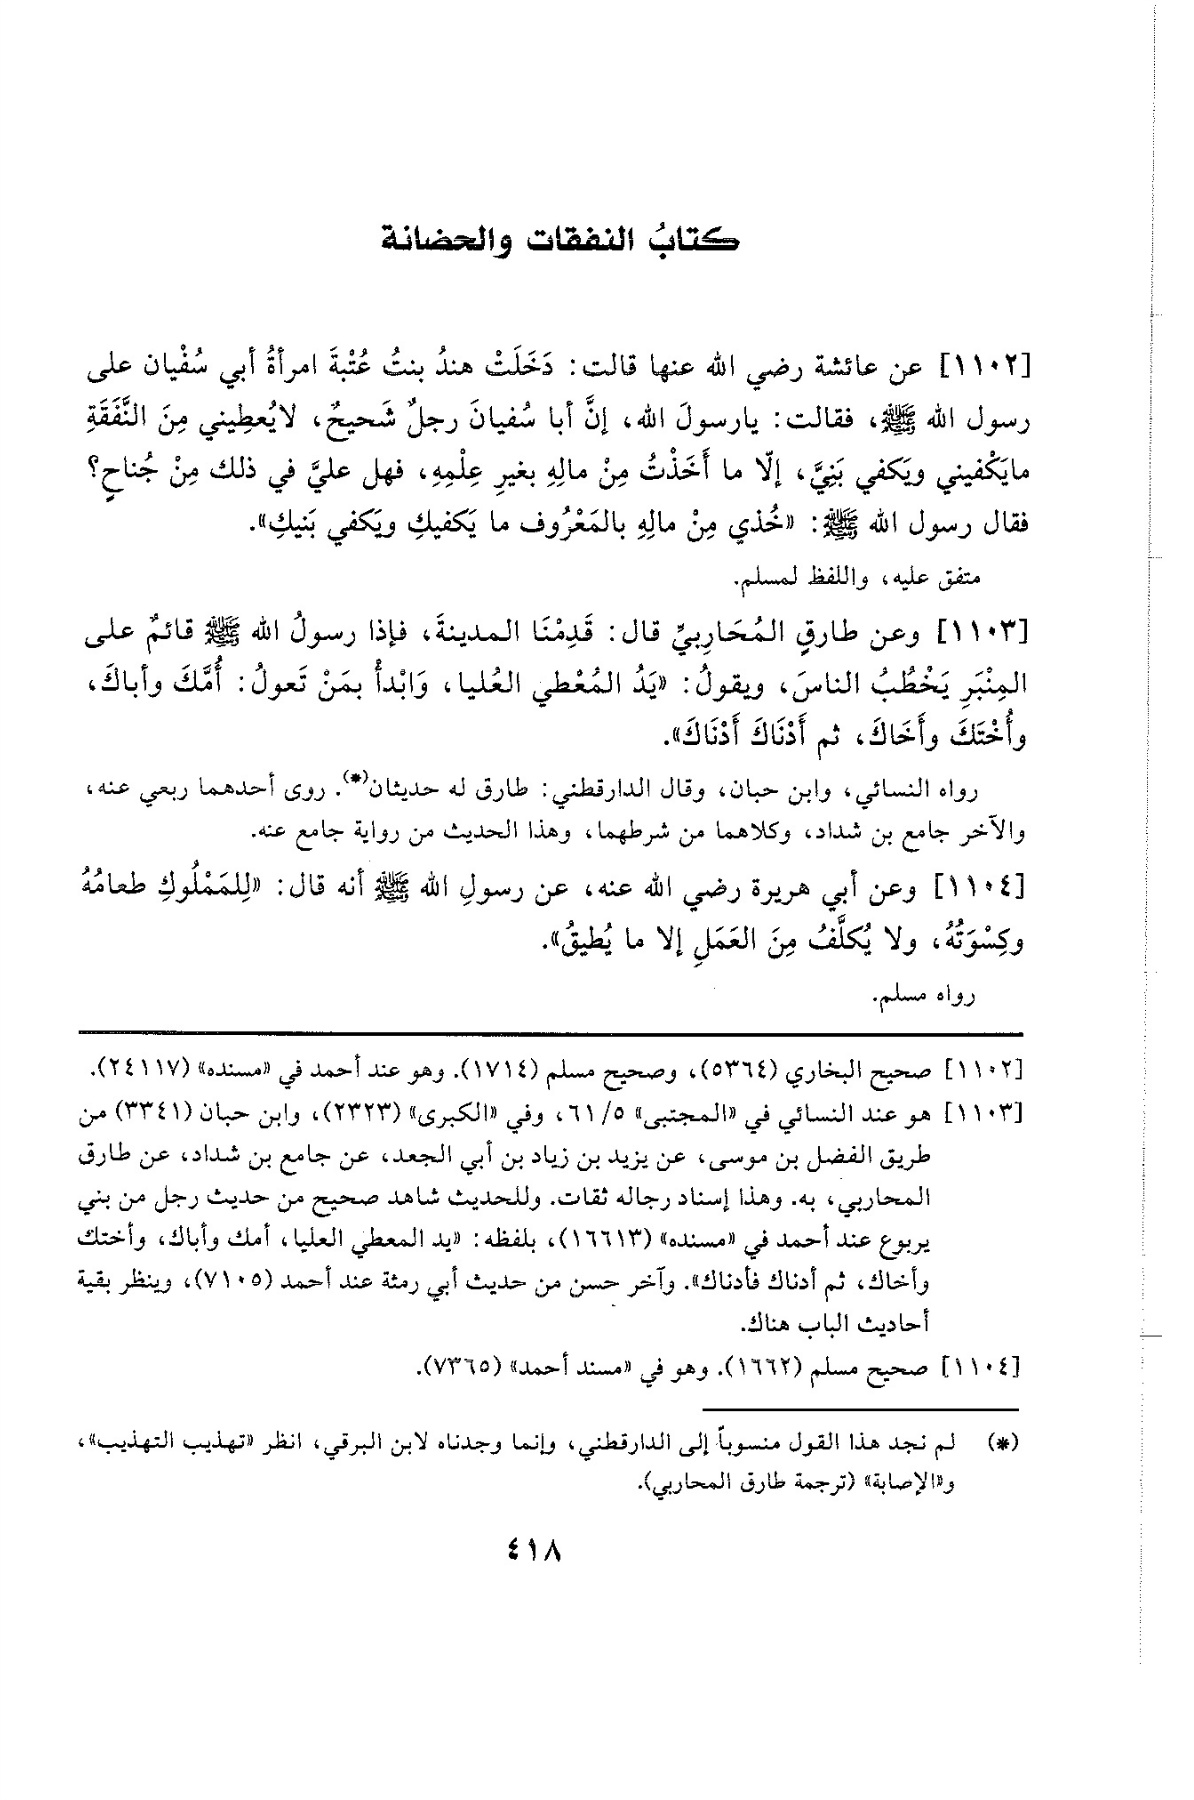 كتابُ النفقات والحضانة
[١١٠٢] عن عائشة رضي الله عنها قالت: دَخَلَتْ هندُ بنتُ عُتْبةَ امرأةُ أبي سُفْيان على
رسول الله ﷺ، فقالت: يارسولَ الله، إنَّ أبا سُفيانَ رجلٌ شَحيحٌ، لايُعطِيني مِنَ النَّفَقَةِ
مايَكْفيني ويَكفي بَنِيَّ، إلّا ما أَخَذْتُ مِنْ مالِهِ بغيرِ عِلْمِهِ، فهل عليَّ في ذلك مِنْ جُناحٍ؟
فقال رسول الله ﷺ: «خُذي مِنْ مالِهِ بالمَعْرُوف ما يَكفيكِ ويَكفي بَنيكِ».
متفق عليه، واللفظ لمسلم.
[١١٠٣] وعن طارقٍ المُحَارِبيِّ قال: قَدِمْنَا المدينةَ، فإذا رسولُ الله ﷺ قائمٌ على
المِنْبَرِ يَخْطُبُ الناسَ، ويقولُ: «يَدُ المُعْطي العُليا، وَابْدأْ بمَنْ تَعولُ: أُمَّكَ وأباكَ،
وأُخْتَكَ وأَخَاكَ، ثم أَدْنَاكَ أَدْنَاكَ».
رواه النسائي، وابن حبان، وقال الدارقطني: طارق له حديثان(*). روى أحدهما ربعي عنه،
والآخر جامع بن شداد، وكلاهما من شرطهما، وهذا الحديث من رواية جامع عنه.
[١١٠٤] وعن أبي هريرة رضي الله عنه، عن رسولِ الله ﷺ أنه قال: «لِلمَمْلُوكِ طعامُهُ
وكِسْوَتُهُ، ولا يُكلَّفُ مِنَ العَمَلِ إلا ما يُطيقُ».
رواه مسلم.
[١١٠٢] صحيح البخاري (٥٣٦٤)، وصحيح مسلم (١٧١٤). وهو عند أحمد في «مسنده» (٢٤١١٧).
[١١٠٣] هو عند النسائي في «المجتبى» ٥/ ٦١، وفي «الكبرى» (٢٣٢٣)، وابن حبان (٣٣٤١) من
طريق الفضل بن موسى، عن يزيد بن زياد بن أبي الجعد، عن جامع بن شداد، عن طارق
المحاربي، به. وهذا إسناد رجاله ثقات. وللحديث شاهد صحيح من حديث رجل من بني
يربوع عند أحمد في «مسنده» (١٦٦١٣)، بلفظه: «يد المعطي العليا، أمك وأباك، وأختك
وأخاك، ثم أدناك فأدناك». وآخر حسن من حديث أبي رمثة عند أحمد (٧١٠٥)، وينظر بقية
أحاديث الباب هناك.
[١١٠٤] صحيح مسلم (١٦٦٢). وهو في «مسند أحمد» (٧٣٦٥).
(*) لم نجد هذا القول منسوباً إلى الدارقطني، وإنما وجدناه لابن البرقي، انظر «تهذيب التهذيب»،
و«الإصابة» (ترجمة طارق المحاربي).
٤١٨